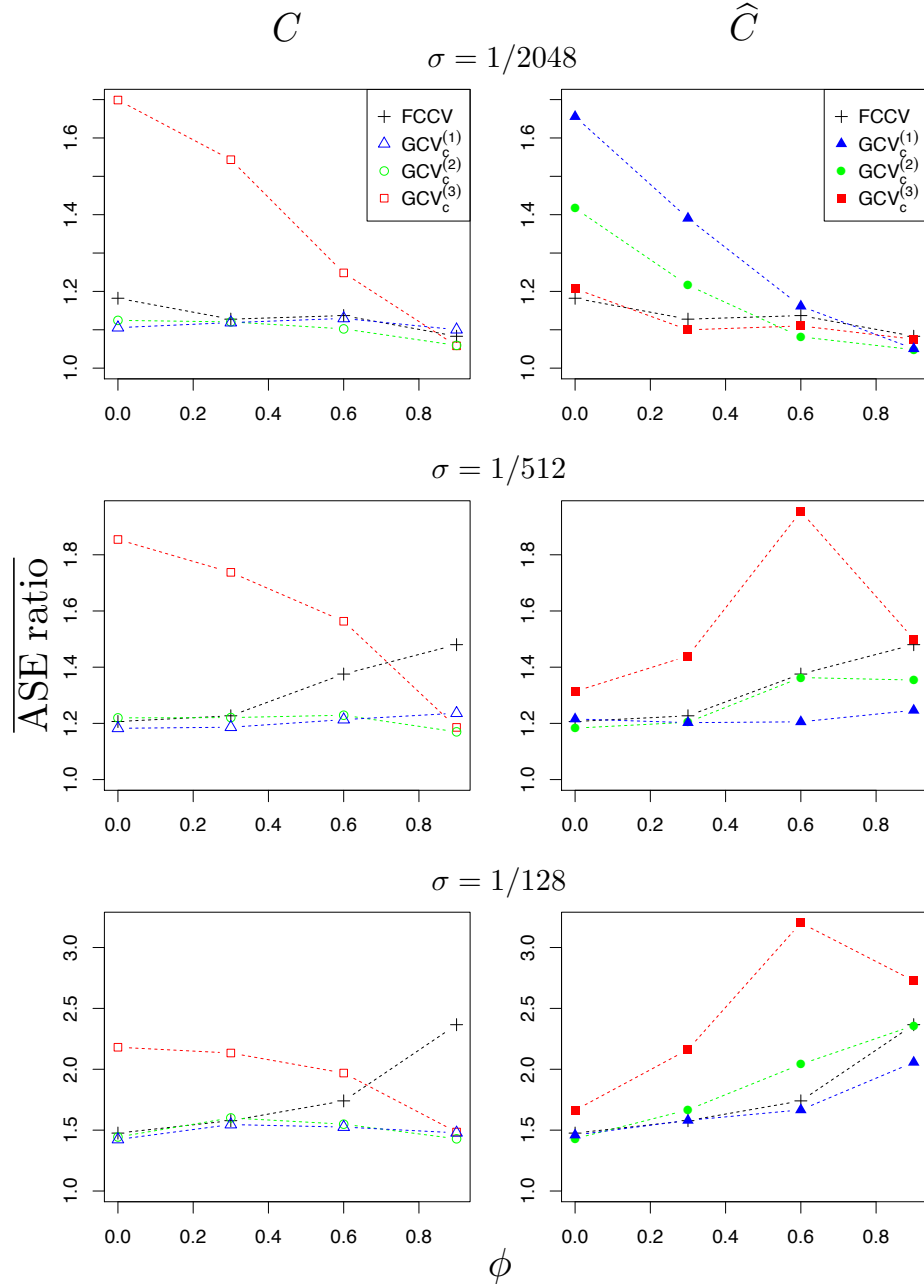 C
Ĉ
σ = 1/2048
1.0 1.2 1.4 1.6
0.0 0.2 0.4 0.6 0.8
FCCV
GCV_c^(1)
GCV_c^(2)
GCV_c^(3)
1.0 1.2 1.4 1.6
0.0 0.2 0.4 0.6 0.8
FCCV
GCV_c^(1)
GCV_c^(2)
GCV_c^(3)
σ = 1/512
ASE ratio
1.0 1.2 1.4 1.6 1.8
0.0 0.2 0.4 0.6 0.8
1.0 1.2 1.4 1.6 1.8
0.0 0.2 0.4 0.6 0.8
σ = 1/128
1.0 1.5 2.0 2.5 3.0
0.0 0.2 0.4 0.6 0.8
1.0 1.5 2.0 2.5 3.0
0.0 0.2 0.4 0.6 0.8
ϕ